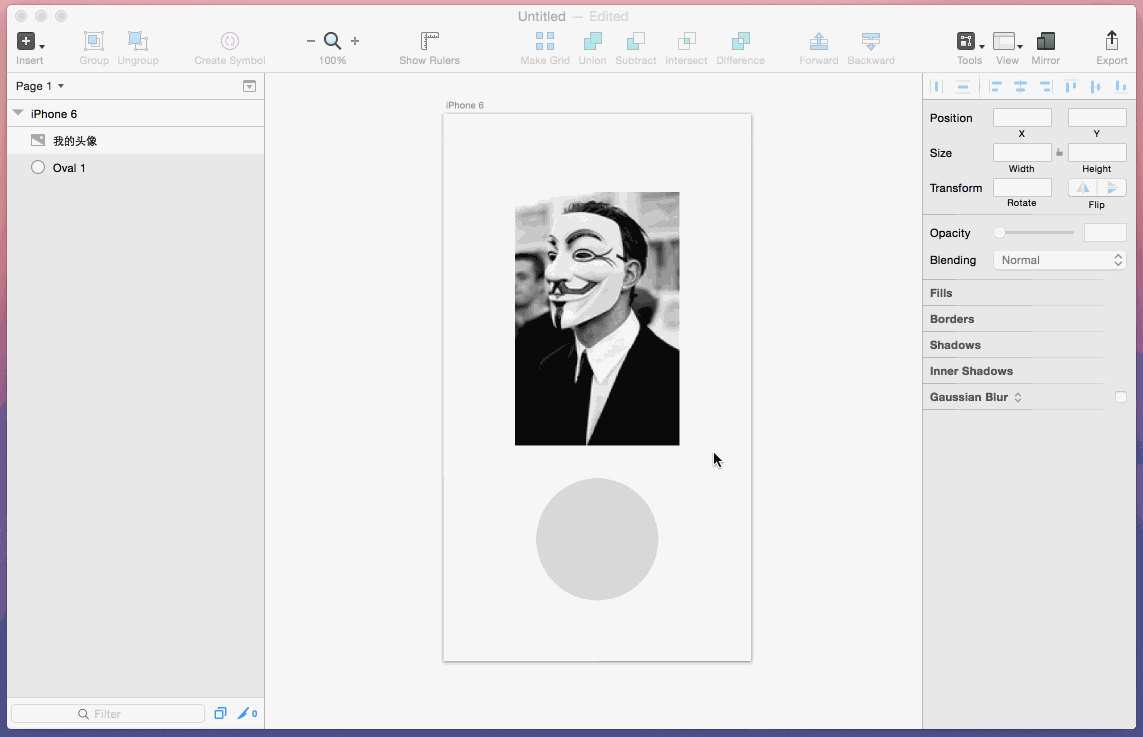 Untitled — Edited
Insert Group Ungroup Create Symbol 100% Show Rulers Make Grid Union Subtract Intersect Difference Forward Backward Tools View Mirror Export
Page 1
iPhone 6
我的头像
Oval 1
Filter 0
iPhone 6
Position
X Y
Size
Width Height
Transform
Rotate Flip
Opacity
Blending Normal
Fills
Borders
Shadows
Inner Shadows
Gaussian Blur